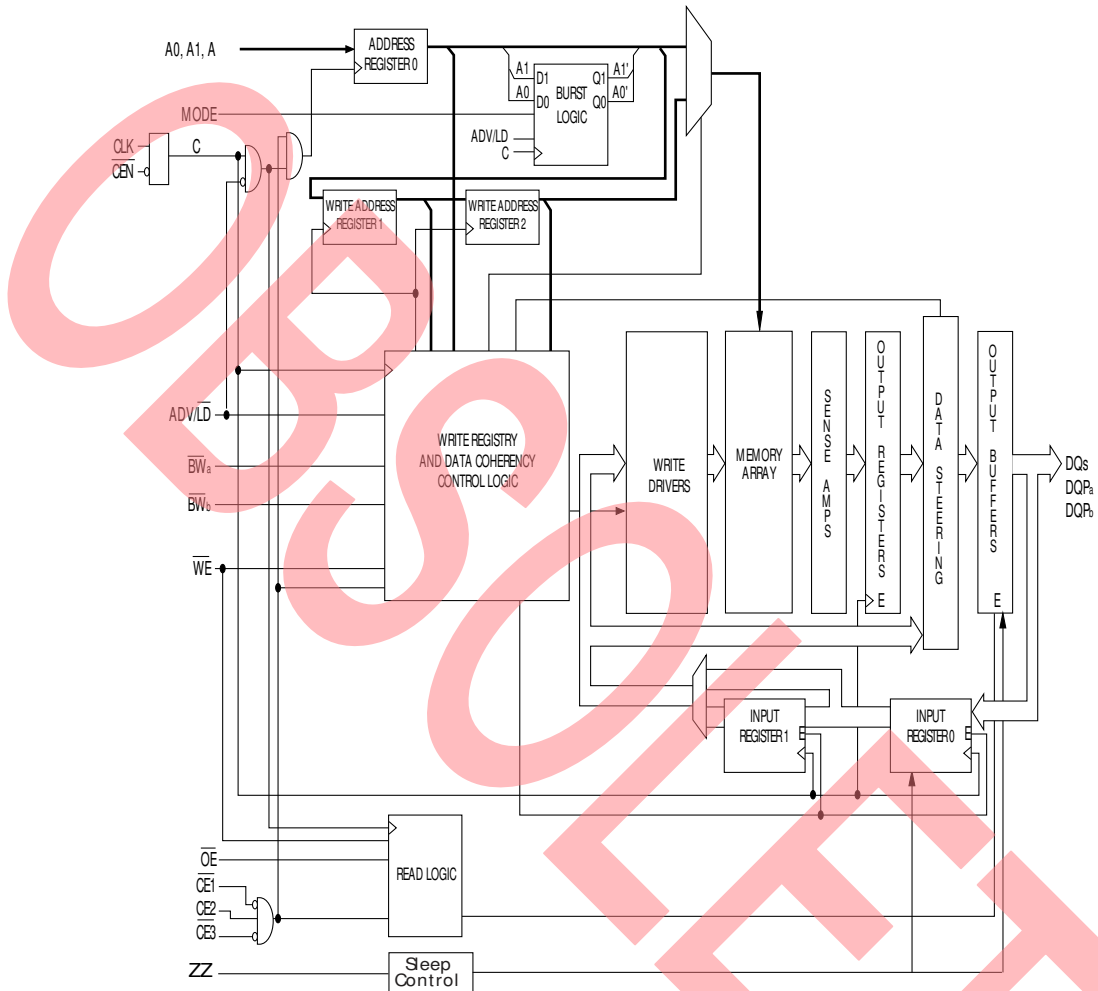 A0, A1, A
ADDRESS
REGISTER 0
A1
A0
D1
D0
BURST
LOGIC
Q1
Q0
A1'
A0'
MODE
ADV/LD
C
CLK
CEN
C
WRITE ADDRESS
REGISTER 1
WRITE ADDRESS
REGISTER 2
ADV/LD
BWa
BWb
WE
WRITE REGISTRY
AND DATA COHERENCY
CONTROL LOGIC
WRITE
DRIVERS
MEMORY
ARRAY
SENSE AMPS
OUTPUT REGISTERS
E
DATA STEERING
OUTPUT BUFFERS
E
DQs
DQPa
DQPb
INPUT
REGISTER 1
E
INPUT
REGISTER 0
E
OE
CE1
CE2
CE3
READ LOGIC
ZZ
Sleep
Control
OBSOLET